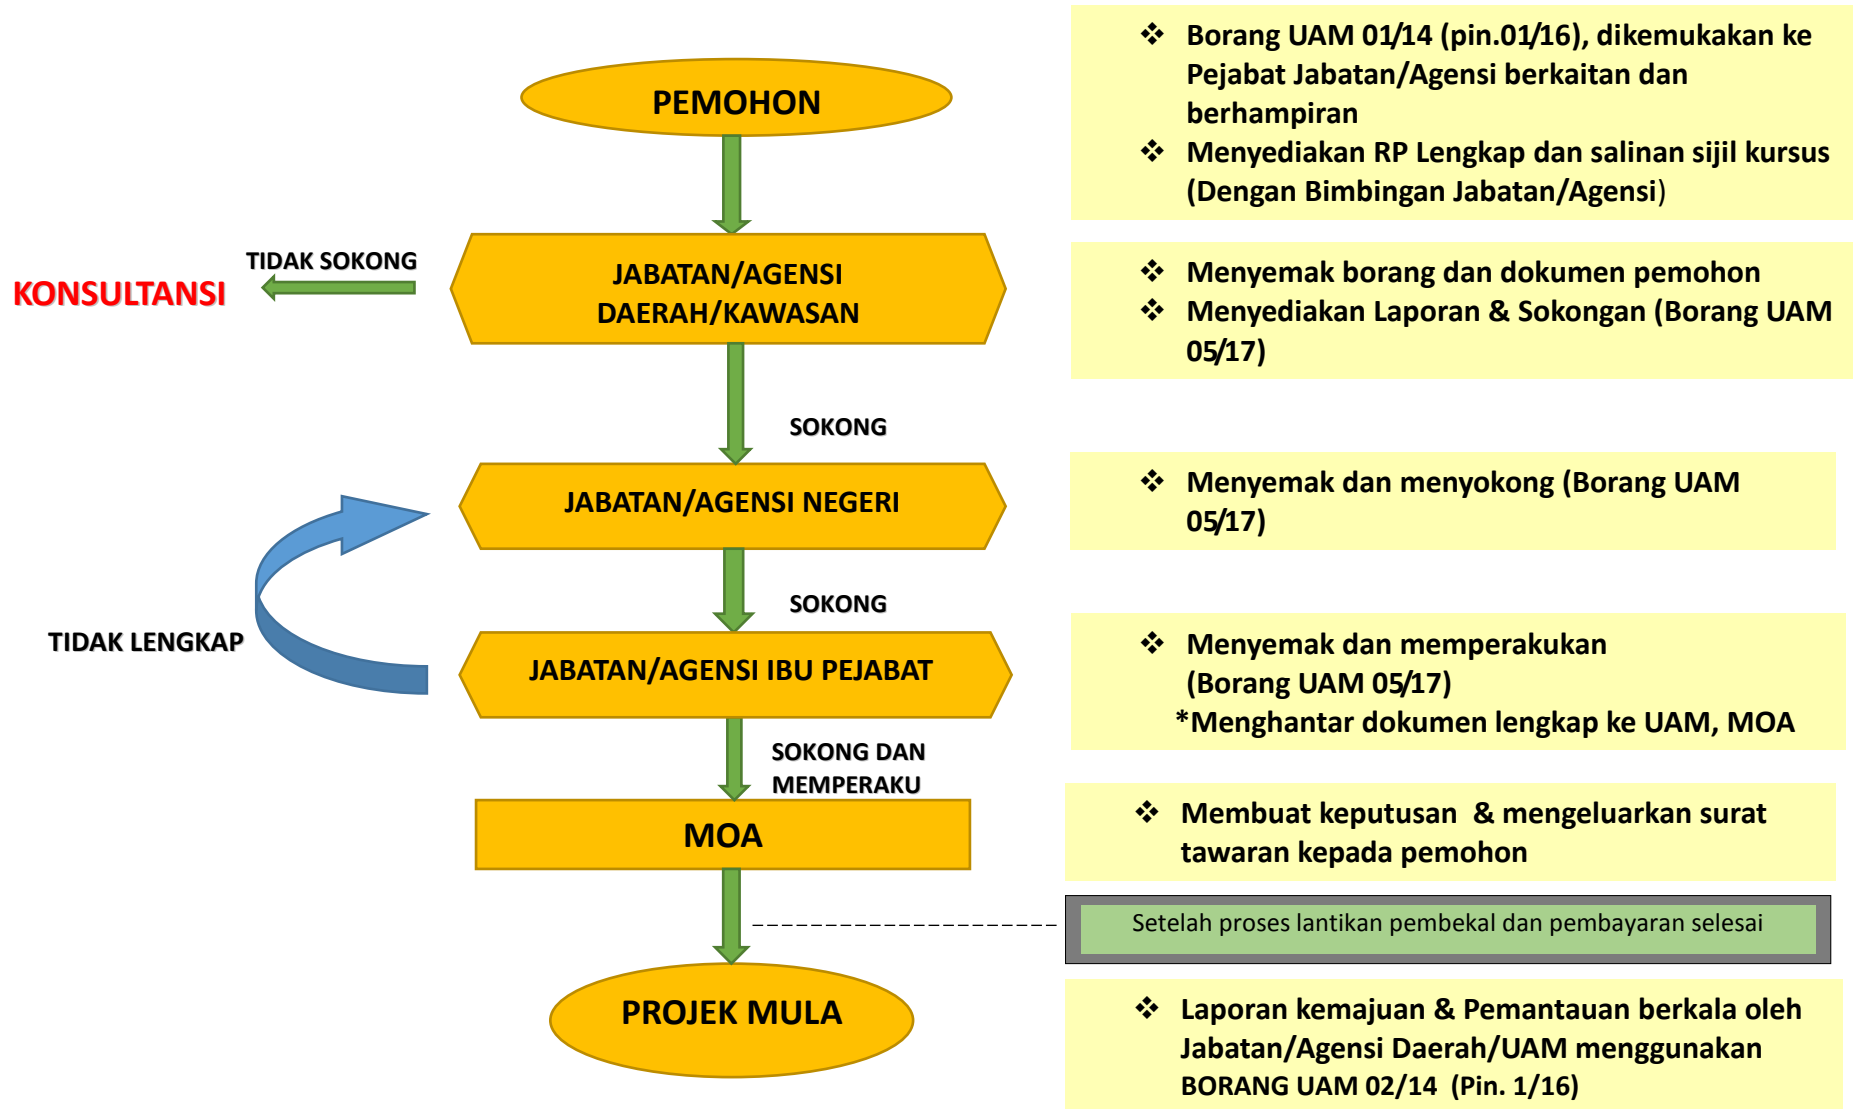 PEMOHON
❖ Borang UAM 01/14 (pin.01/16), dikemukakan ke
Pejabat Jabatan/Agensi berkaitan dan
berhampiran
❖ Menyediakan RP Lengkap dan salinan sijil kursus
(Dengan Bimbingan Jabatan/Agensi)
TIDAK SOKONG
KONSULTANSI
JABATAN/AGENSI
DAERAH/KAWASAN
❖ Menyemak borang dan dokumen pemohon
❖ Menyediakan Laporan & Sokongan (Borang UAM
05/17)
SOKONG
JABATAN/AGENSI NEGERI
❖ Menyemak dan menyokong (Borang UAM
05/17)
SOKONG
TIDAK LENGKAP
JABATAN/AGENSI IBU PEJABAT
❖ Menyemak dan memperakukan
(Borang UAM 05/17)
*Menghantar dokumen lengkap ke UAM, MOA
SOKONG DAN
MEMPERAKU
MOA
❖ Membuat keputusan & mengeluarkan surat
tawaran kepada pemohon
Setelah proses lantikan pembekal dan pembayaran selesai
PROJEK MULA
❖ Laporan kemajuan & Pemantauan berkala oleh
Jabatan/Agensi Daerah/UAM menggunakan
BORANG UAM 02/14 (Pin. 1/16)